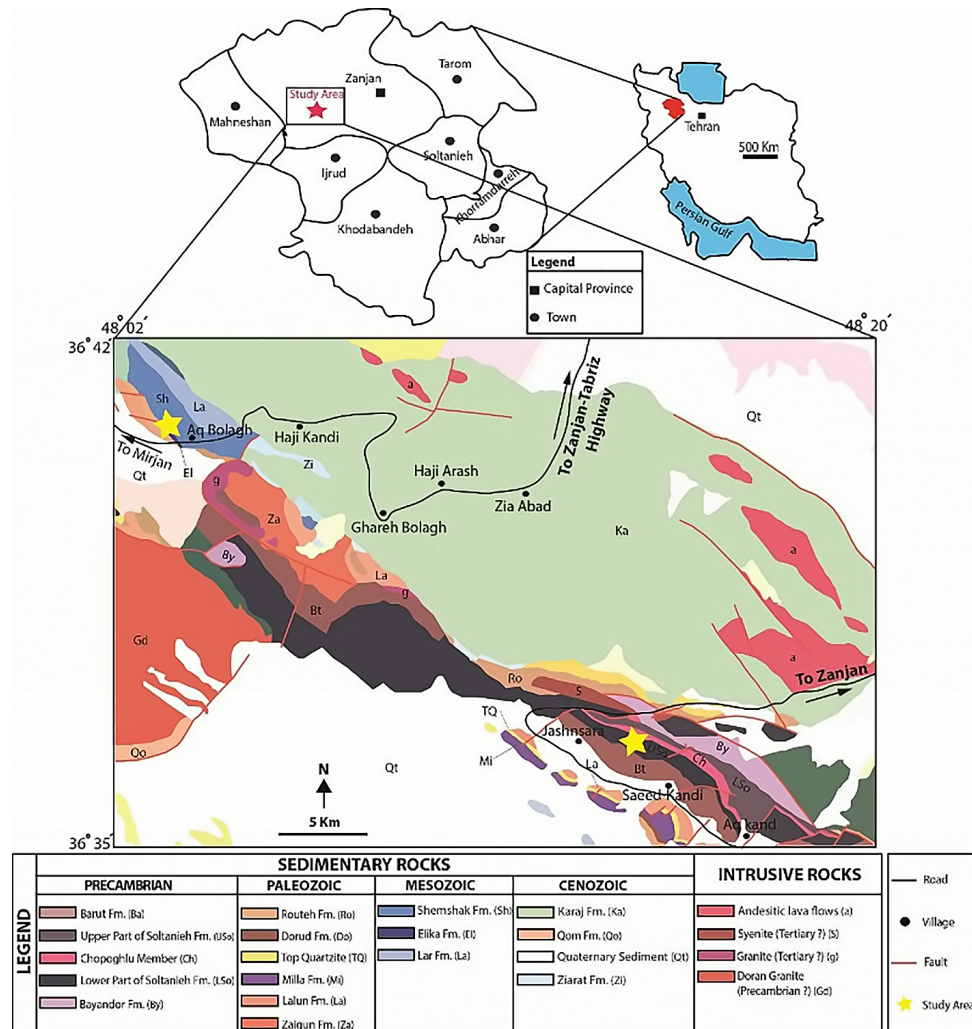 Tarom
Zanjan
Study Area
Mahneshan
Tehran
Soltanieh
500 Km
Ijrud
Khorramdarreh
Persian Gulf
Khodabandeh
Abhar
Legend
Capital Province
Town
48° 02′
48° 20′
36° 42′
Sh
La
a
To Zanjan-Tabriz
Highway
Qt
Aq Bolagh
Haji Kandi
To Mirjan
El
Zi
Qt
g
Haji Arash
Zia Abad
Za
Ghareh Bolagh
Ka
a
By
La
g
Bt
Gd
a
Ro
S
To Zanjan
TQ
Jashnsara
Qo
Mi
La
By
USo
Ch
Qt
Bt
LSo
N
Saeed Kandi
5 Km
Aq kand
36° 35′
LEGEND
SEDIMENTARY ROCKS
INTRUSIVE ROCKS
PRECAMBRIAN
PALEOZOIC
MESOZOIC
CENOZOIC
Barut Fm. (Ba)
Upper Part of Soltanieh Fm. (USo)
Chopoghlu Member (Ch)
Lower Part of Soltanieh Fm. (LSo)
Bayandor Fm. (By)
Routeh Fm. (Ro)
Dorud Fm. (Do)
Top Quartzite (TQ)
Milla Fm. (Mi)
Lalun Fm. (La)
Zaigun Fm. (Za)
Shemshak Fm. (Sh)
Elika Fm. (El)
Lar Fm. (La)
Karaj Fm. (Ka)
Qom Fm. (Qo)
Quaternary Sediment (Qt)
Ziarat Fm. (Zi)
Andesitic lava flows (a)
Syenite (Tertiary ?) (S)
Granite (Tertiary ?) (g)
Doran Granite
(Precambrian ?) (Gd)
Road
Village
Fault
Study Area